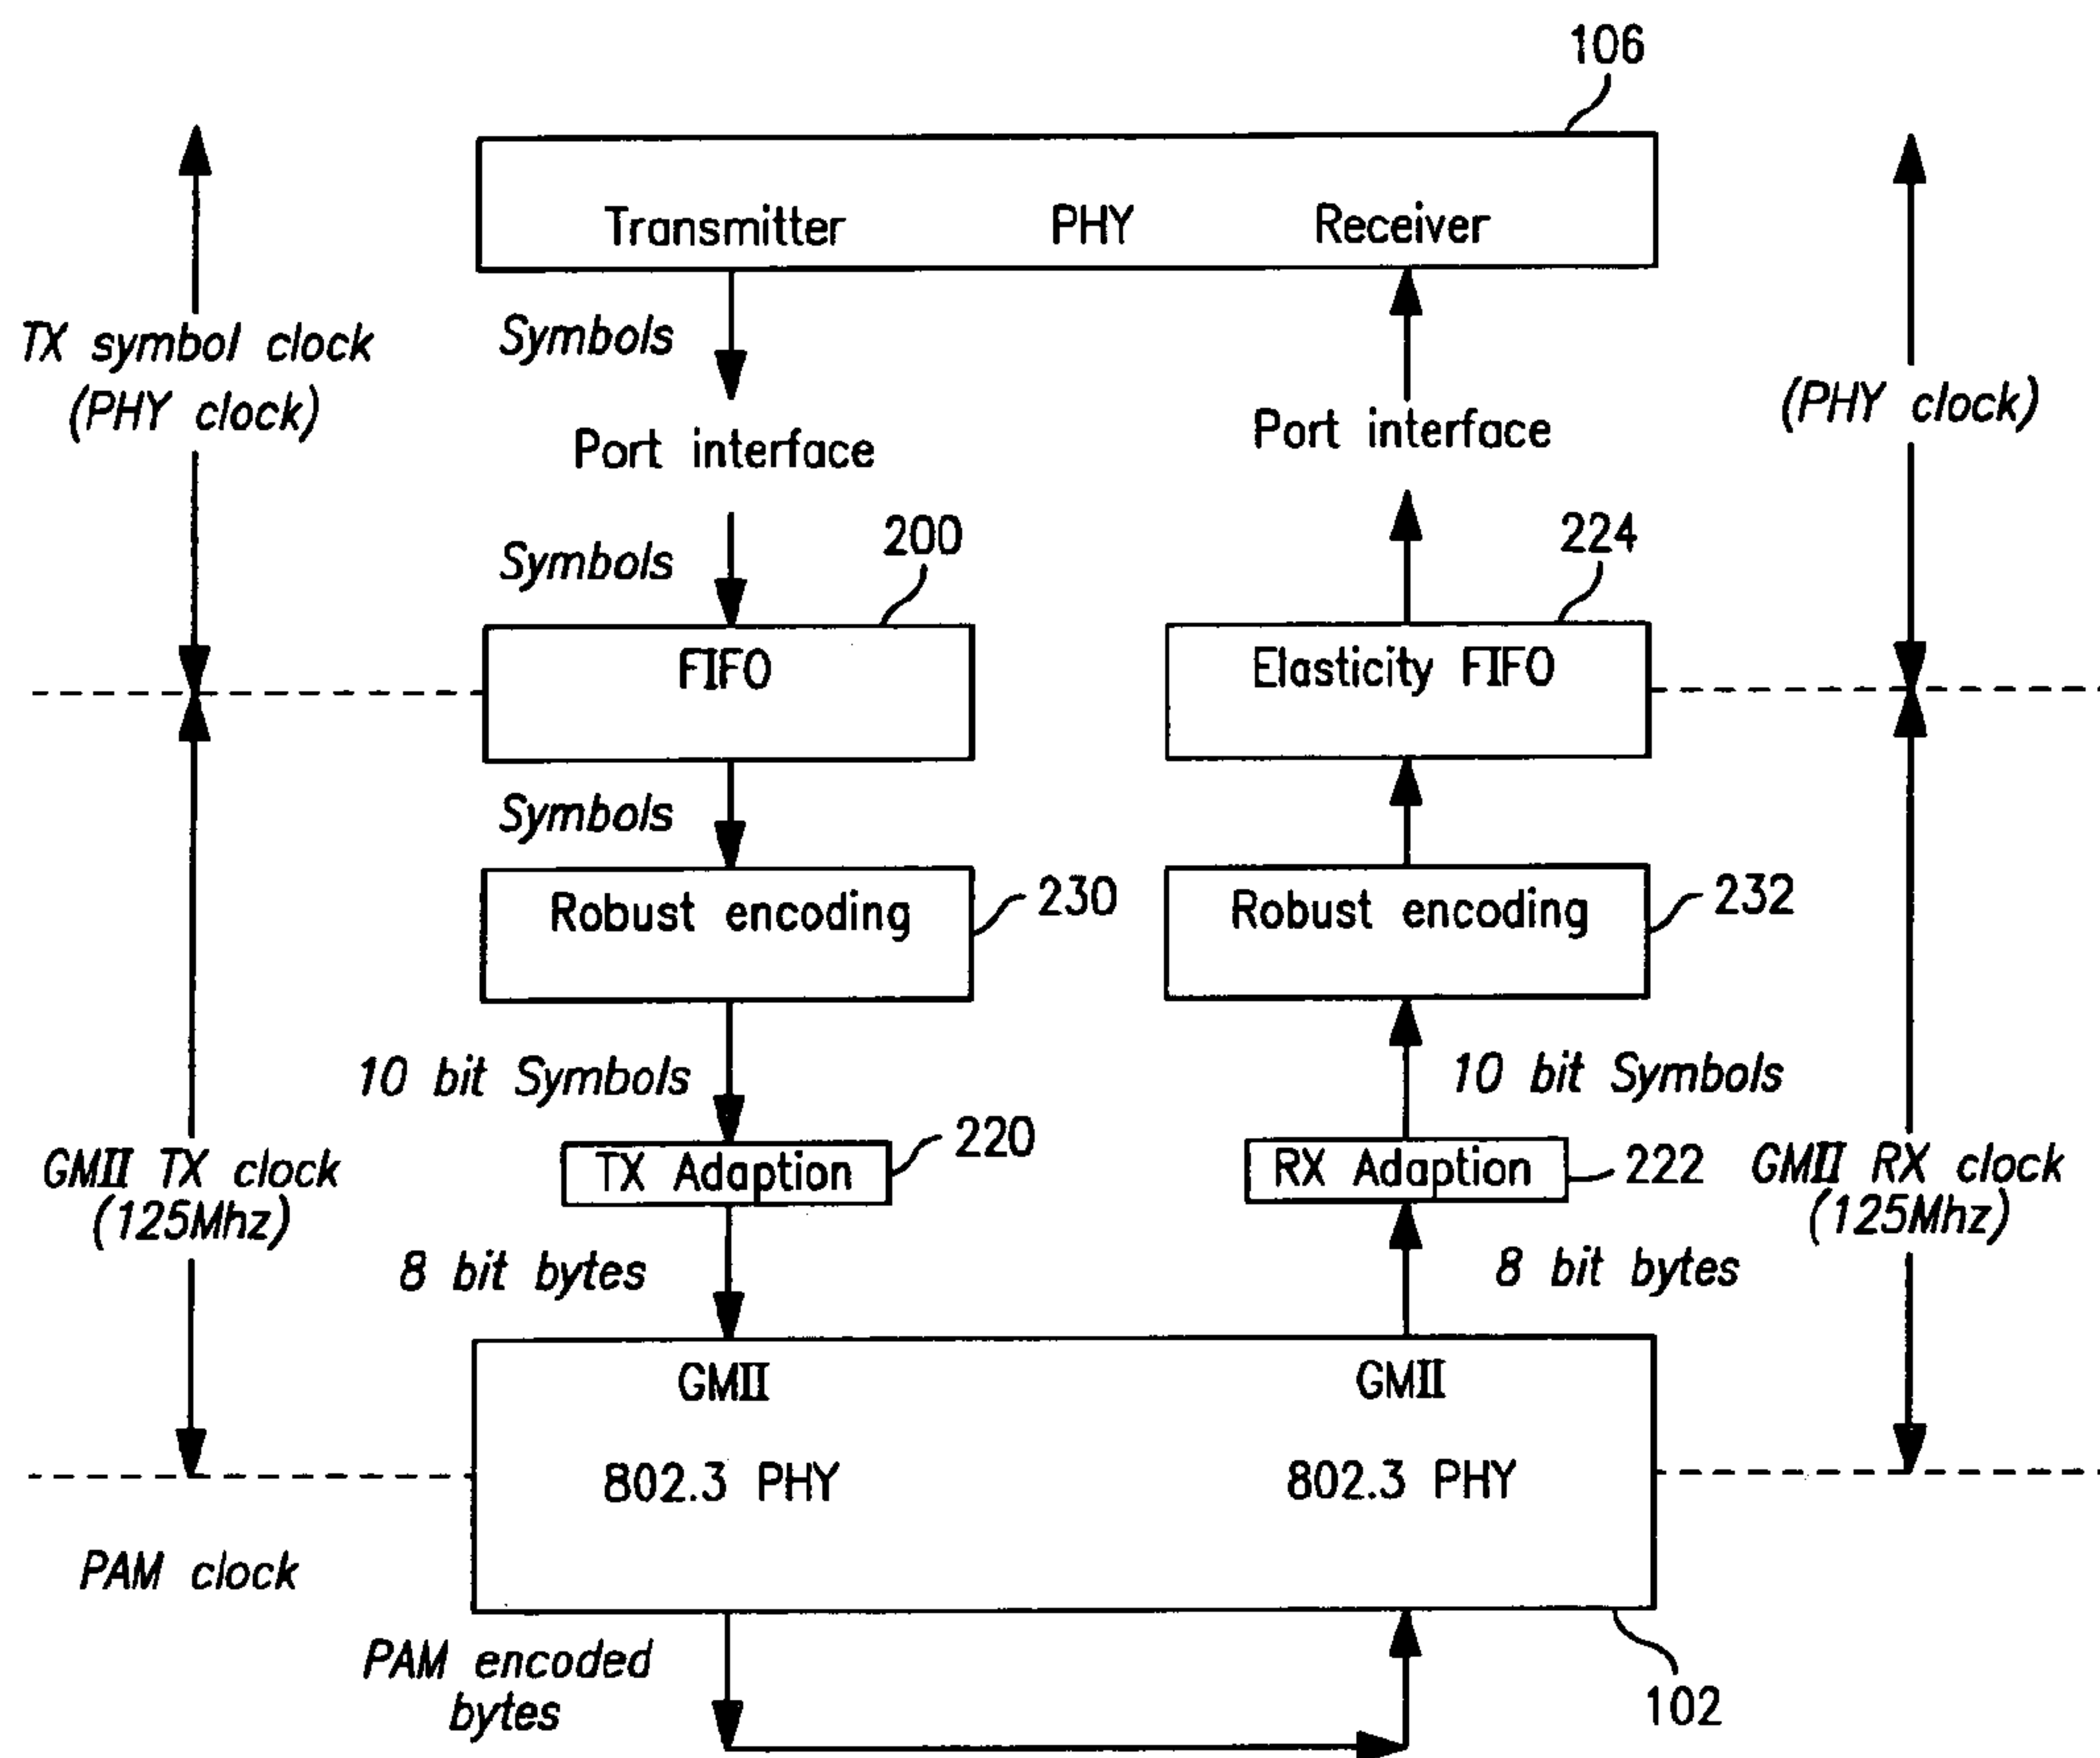 106
Transmitter PHY Receiver
TX symbol clock
(PHY clock)
Symbols
Port interface
Port interface
(PHY clock)
Symbols
200
224
FIFO
Elasticity FIFO
Symbols
Robust encoding
230
Robust encoding
232
10 bit Symbols
10 bit Symbols
GMII TX clock
(125Mhz)
TX Adaption
220
RX Adaption
222
GMII RX clock
(125Mhz)
8 bit bytes
8 bit bytes
GMII
GMII
802.3 PHY
802.3 PHY
PAM clock
PAM encoded
bytes
102